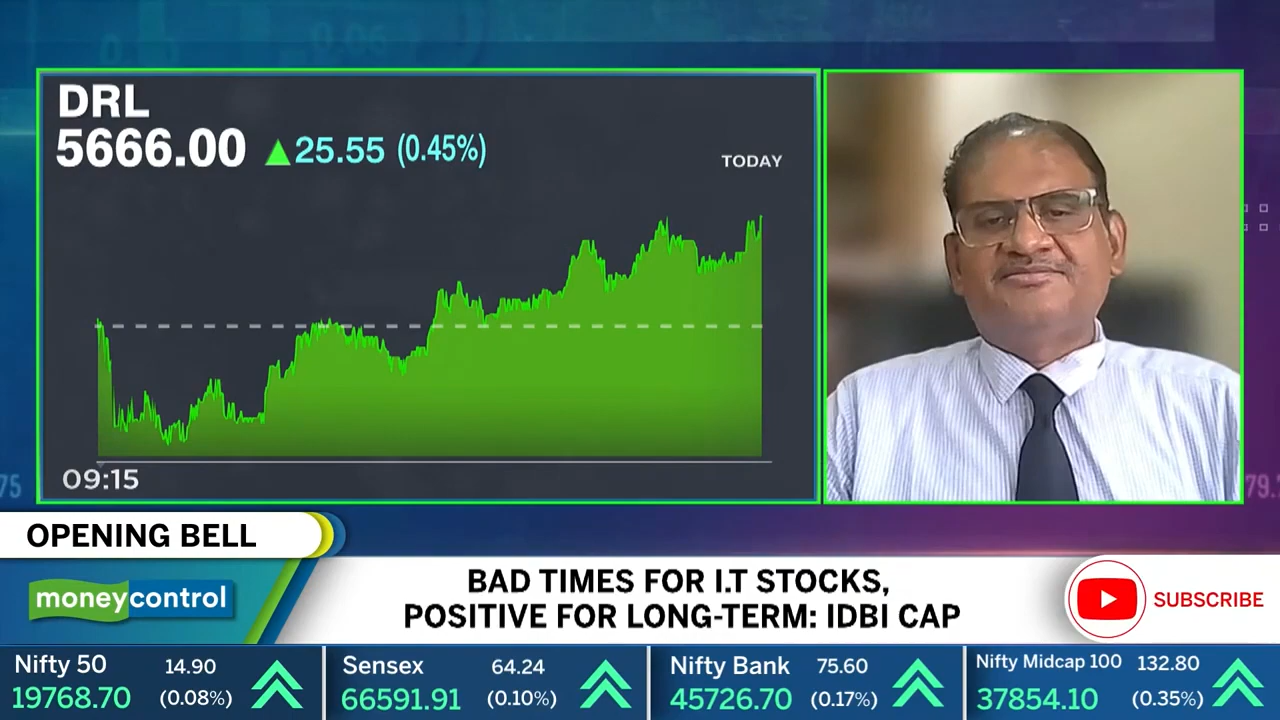 DRL
5666.00 ▲25.55 (0.45%)
TODAY
09:15
OPENING BELL
moneycontrol
BAD TIMES FOR I.T STOCKS,
POSITIVE FOR LONG-TERM: IDBI CAP
SUBSCRIBE
Nifty 50 14.90
19768.70 (0.08%)
Sensex 64.24
66591.91 (0.10%)
Nifty Bank 75.60
45726.70 (0.17%)
Nifty Midcap 100 132.80
37854.10 (0.35%)